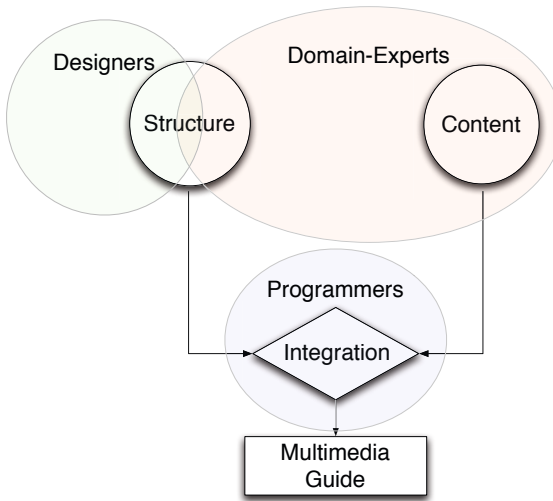 Designers
Domain-Experts
Structure
Content
Programmers
Integration
Multimedia
Guide